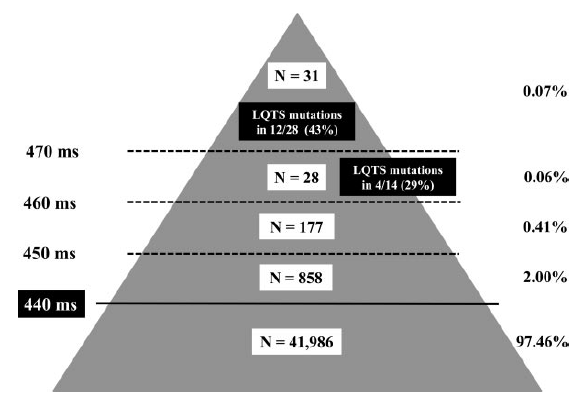 N = 31
0.07%
LQTS mutations
in 12/28 (43%)
470 ms
N = 28
LQTS mutations
in 4/14 (29%)
0.06%
460 ms
N = 177
0.41%
450 ms
N = 858
2.00%
440 ms
N = 41,986
97.46%